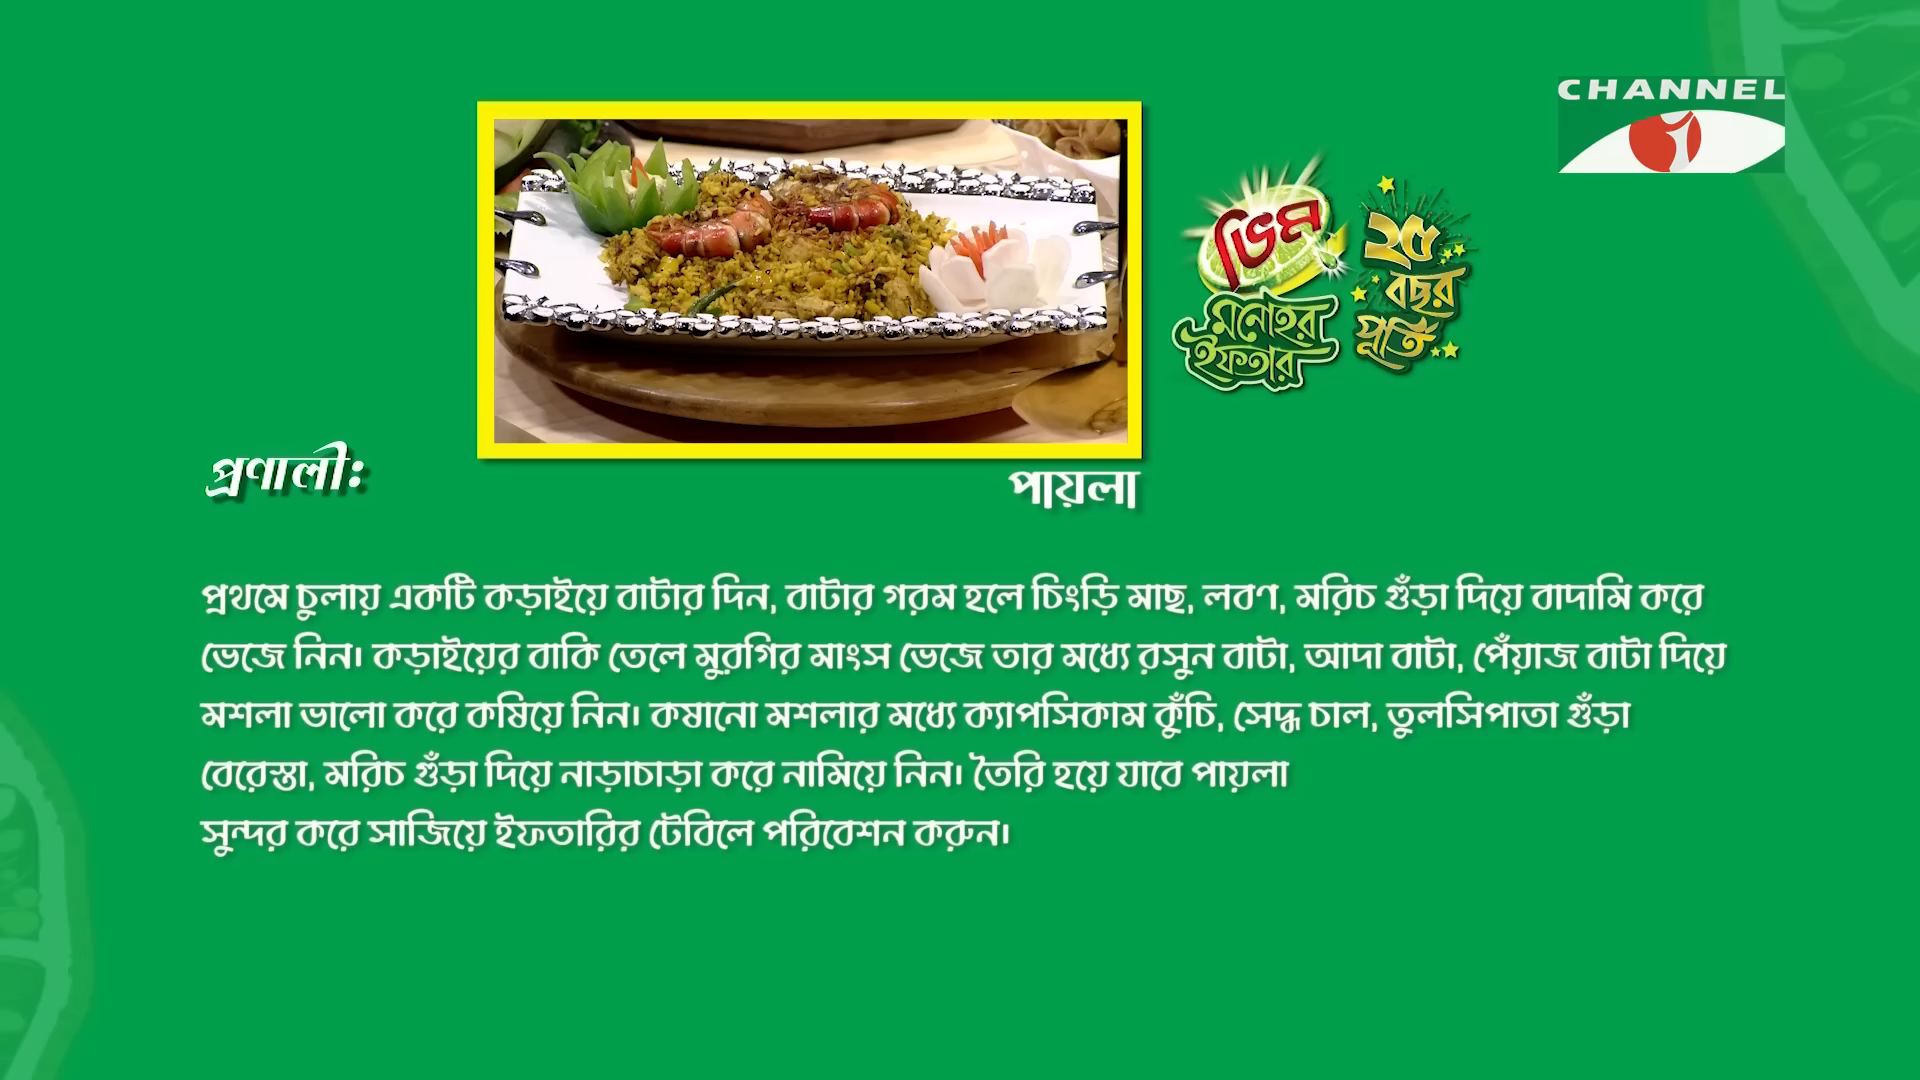 CHANNEL
ভিম
মনোহর
ইফতার
২৫
বছর
পূর্তি
প্রণালী:
পায়লা
প্রথমে চুলায় একটি কড়াইয়ে বাটার দিন, বাটার গরম হলে চিংড়ি মাছ, লবণ, মরিচ গুঁড়া দিয়ে বাদামি করে
ভেজে নিন। কড়াইয়ের বাকি তেলে মুরগির মাংস ভেজে তার মধ্যে রসুন বাটা, আদা বাটা, পেঁয়াজ বাটা দিয়ে
মশলা ভালো করে কষিয়ে নিন। কষানো মশলার মধ্যে ক্যাপসিকাম কুঁচি, সেদ্ধ চাল, তুলসিপাতা গুঁড়া
বেরেস্তা, মরিচ গুঁড়া দিয়ে নাড়াচাড়া করে নামিয়ে নিন। তৈরি হয়ে যাবে পায়লা
সুন্দর করে সাজিয়ে ইফতারির টেবিলে পরিবেশন করুন।